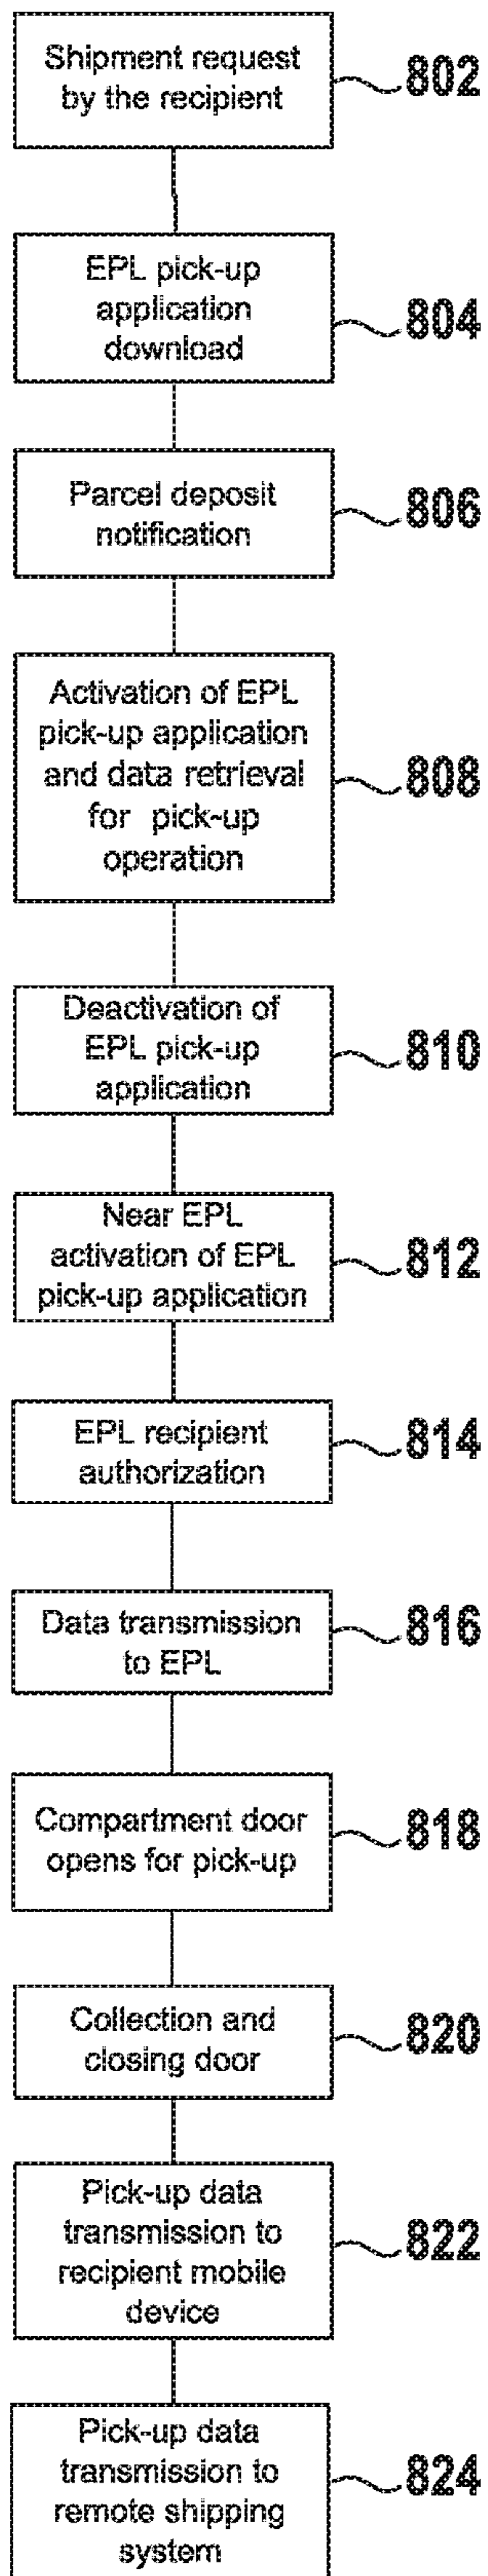 Shipment request
by the recipient
802
EPL pick-up
application
download
804
Parcel deposit
notification
806
Activation of EPL
pick-up application
and data retrieval
for pick-up
operation
808
Deactivation of
EPL pick-up
application
810
Near EPL
activation of EPL
pick-up application
812
EPL recipient
authorization
814
Data transmission
to EPL
816
Compartment door
opens for pick-up
818
Collection and
closing door
820
Pick-up data
transmission to
recipient mobile
device
822
Pick-up data
transmission to
remote shipping
system
824